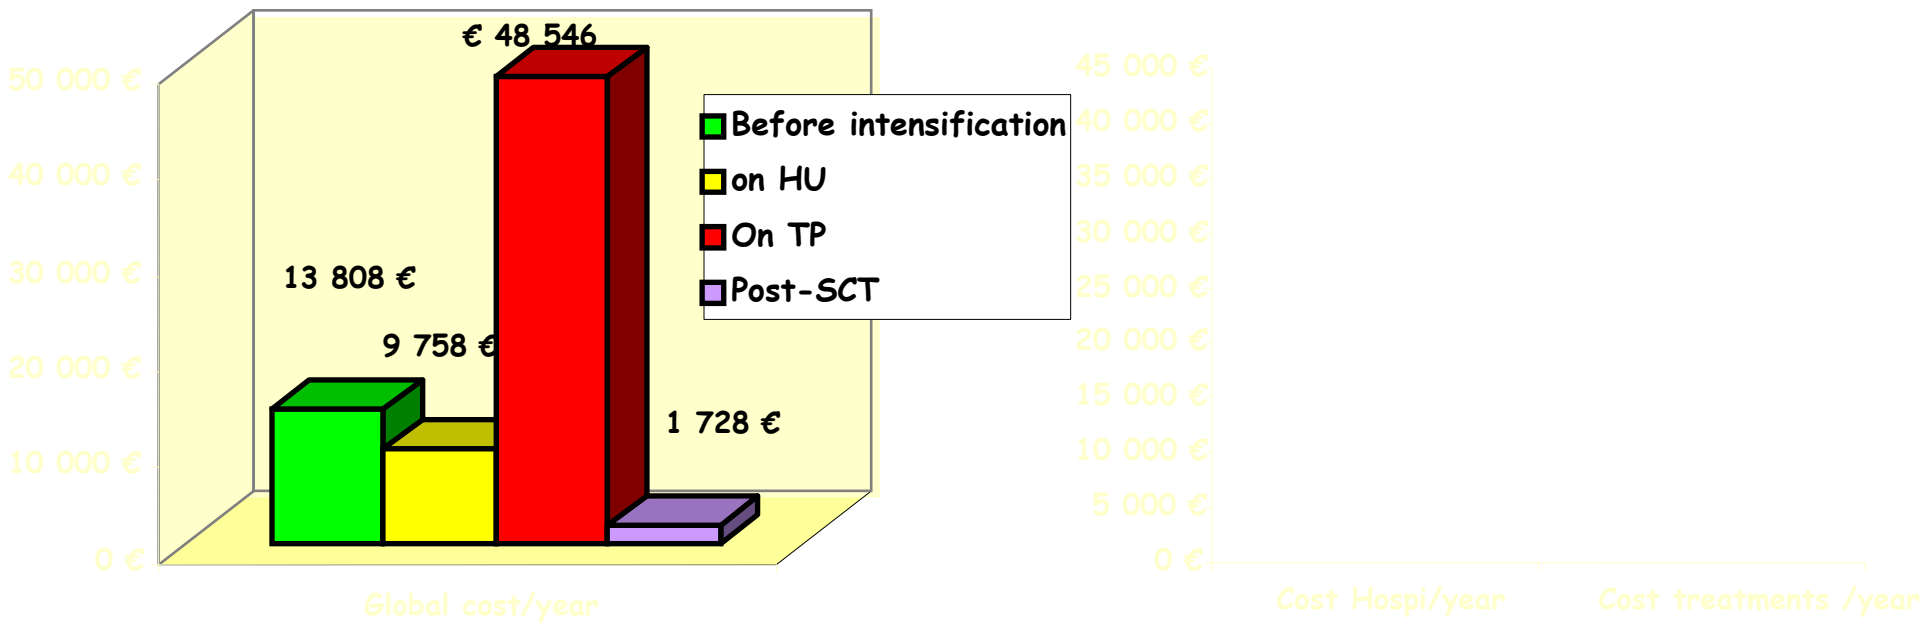 € 48 546
50 000 €
40 000 €
30 000 €
20 000 €
10 000 €
0 €
13 808 €
9 758 €
1 728 €
Global cost/year
Before intensification
on HU
On TP
Post-SCT
45 000 €
40 000 €
35 000 €
30 000 €
25 000 €
20 000 €
15 000 €
10 000 €
5 000 €
0 €
Cost Hospi/year
Cost treatments /year